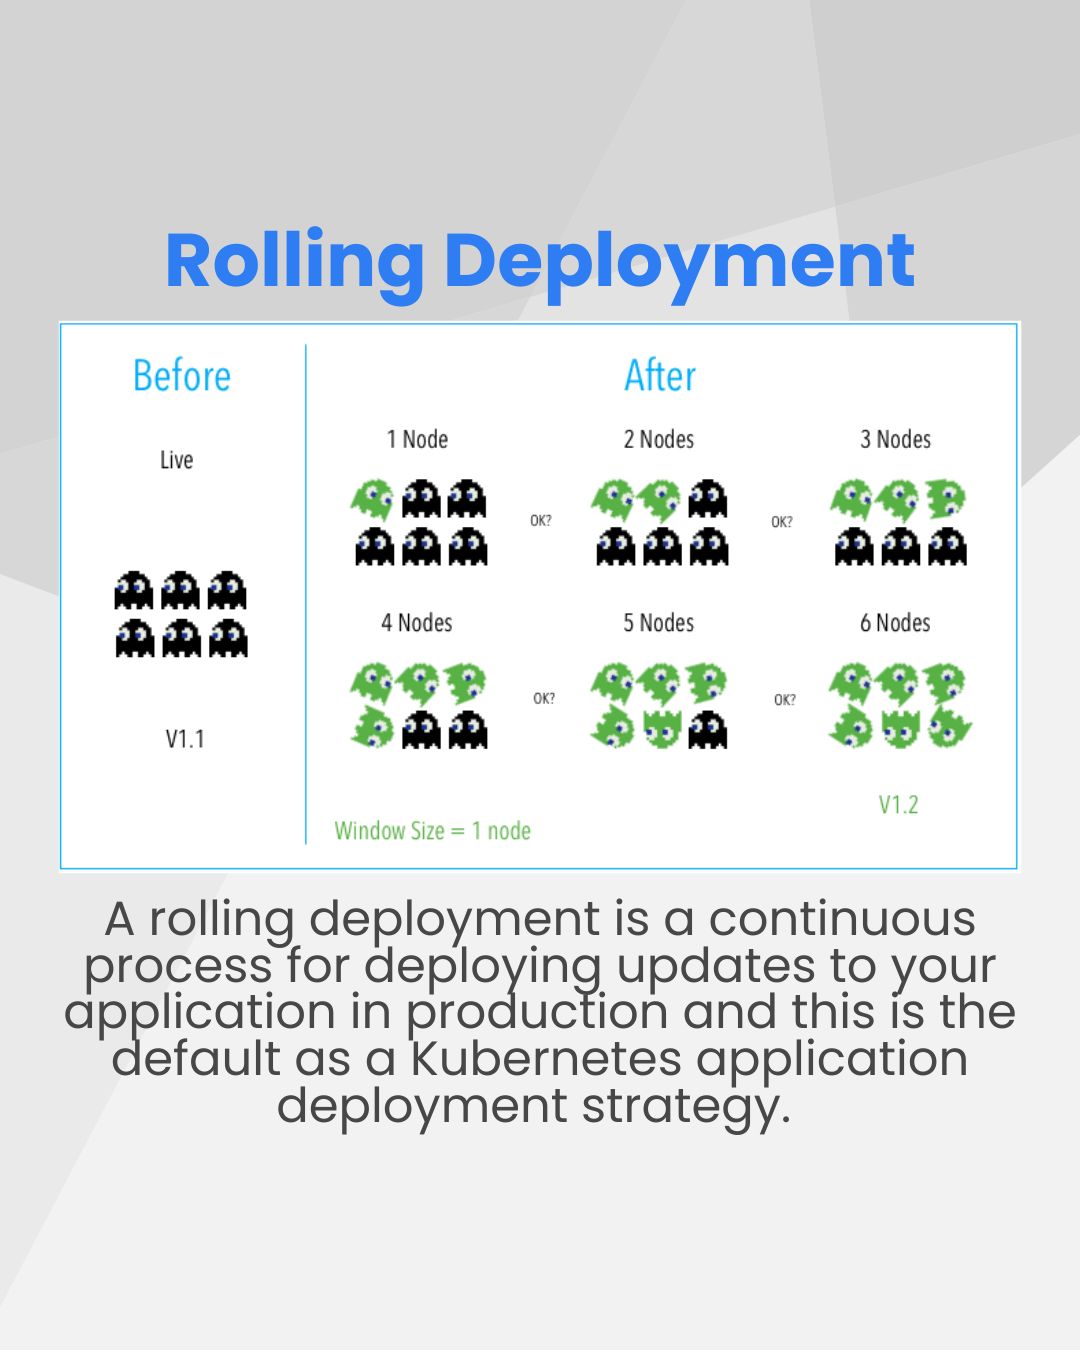 Rolling Deployment
Before
After
Live
1 Node
2 Nodes
3 Nodes
OK?
OK?
4 Nodes
5 Nodes
6 Nodes
OK?
OK?
V1.1
V1.2
Window Size = 1 node
A rolling deployment is a continuous
process for deploying updates to your
application in production and this is the
default as a Kubernetes application
deployment strategy.